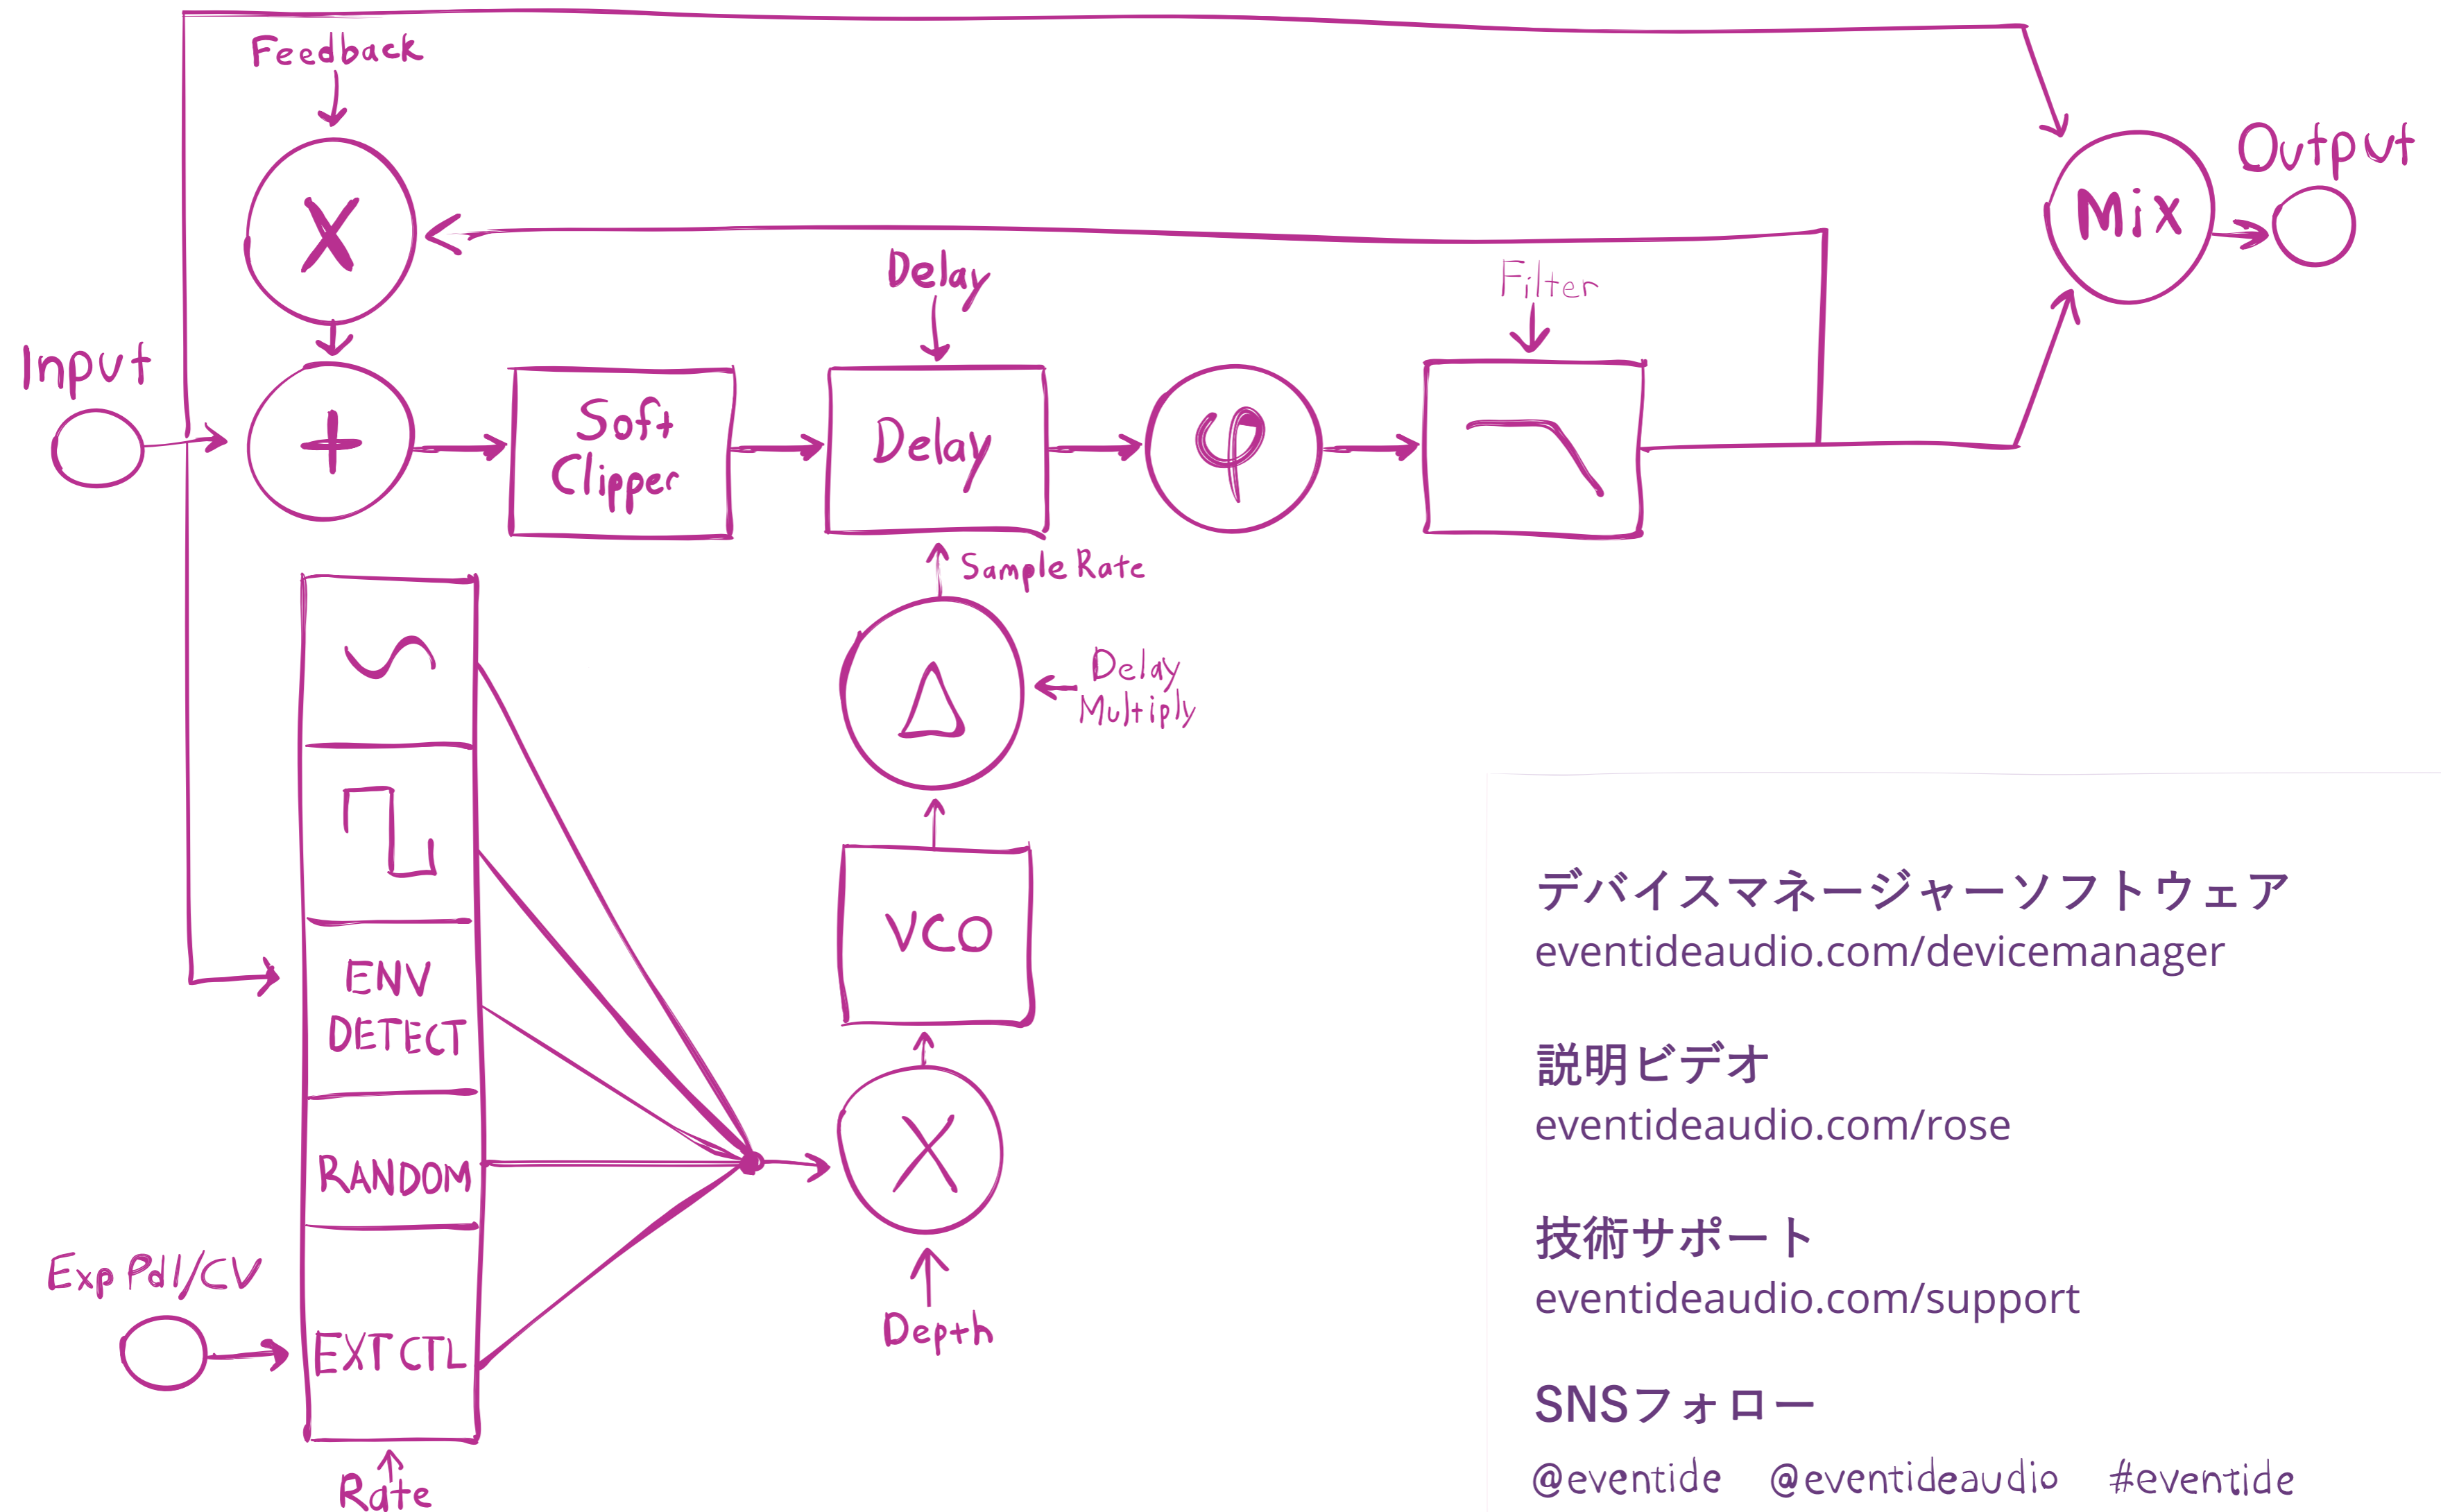 Feedback
X
Mix
Output
Delay
Filter
Input
+
Soft
Clipper
Delay
φ
Sample Rate
Δ
Delay
Multiply
VCO
ENV
DETECT
RANDOM
X
Exp Pdl/CV
EXT CTL
Depth
Rate
デバイスマネージャーソフトウェア
eventideaudio.com/devicemanager
説明ビデオ
eventideaudio.com/rose
技術サポート
eventideaudio.com/support
SNSフォロー
@eventide @eventideaudio #eventide